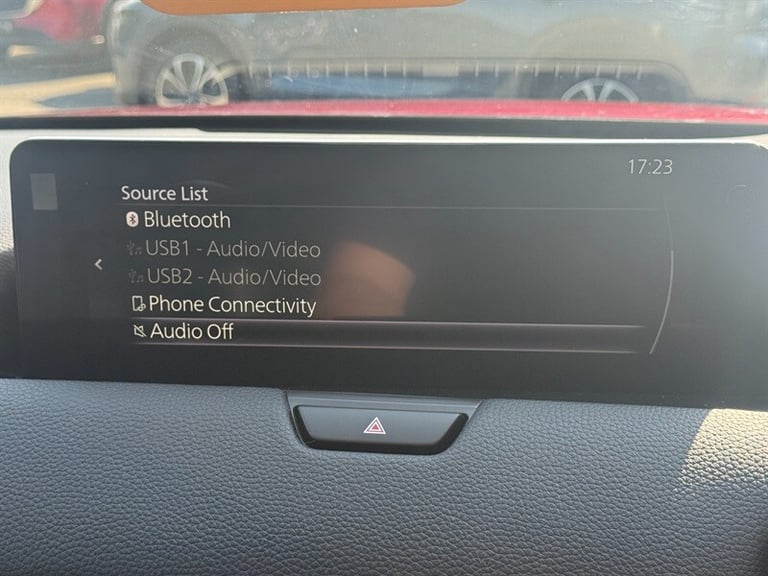 17:23
Source List
Bluetooth
USB1 - Audio/Video
USB2 - Audio/Video
Phone Connectivity
Audio Off